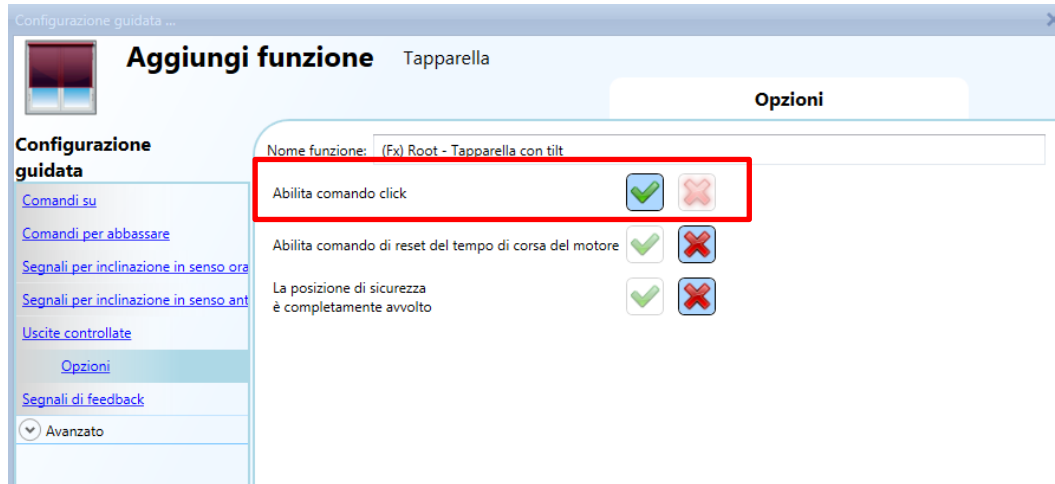 Configurazione guidata ...
Aggiungi funzione Tapparella
Opzioni
Configurazione
guidata
Comandi su
Comandi per abbassare
Segnali per inclinazione in senso ora
Segnali per inclinazione in senso ant
Uscite controllate
Opzioni
Segnali di feedback
Avanzato
Nome funzione: (Fx) Root - Tapparella con tilt
Abilita comando click
Abilita comando di reset del tempo di corsa del motore
La posizione di sicurezza
è completamente avvolto